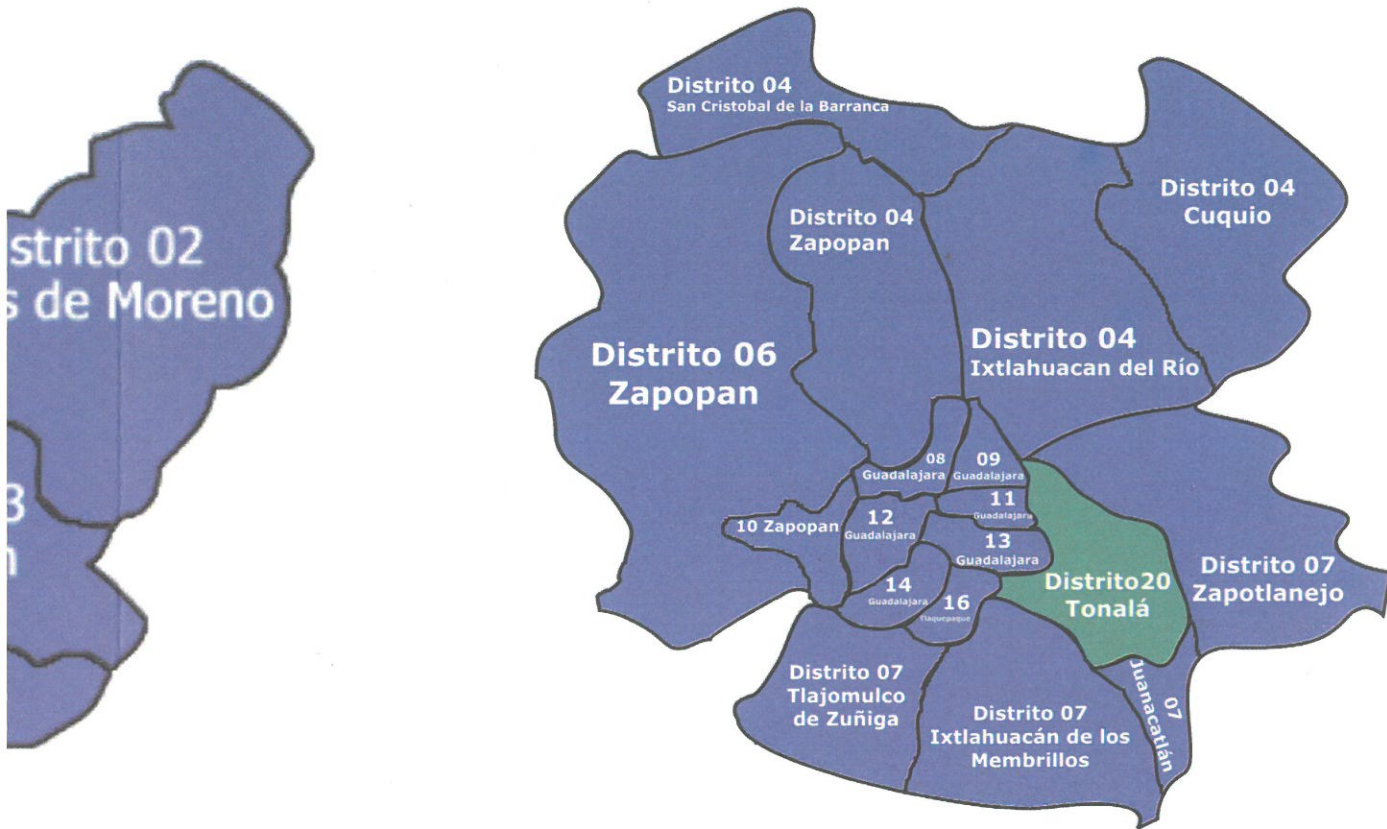 strito 02
s de Moreno
3
n
Distrito 04
San Cristobal de la Barranca
Distrito 04
Cuquio
Distrito 04
Zapopan
Distrito 04
Ixtlahuacan del Río
Distrito 06
Zapopan
08
Guadalajara
09
Guadalajara
11
Guadalajara
10 Zapopan
12
Guadalajara
13
Guadalajara
14
Guadalajara
16
Tlaquepaque
Distrito20
Tonalá
Distrito 07
Zapotlanejo
Distrito 07
Tlajomulco
de Zuñiga
Distrito 07
Ixtlahuacán de los
Membrillos
07
Juanacatlán